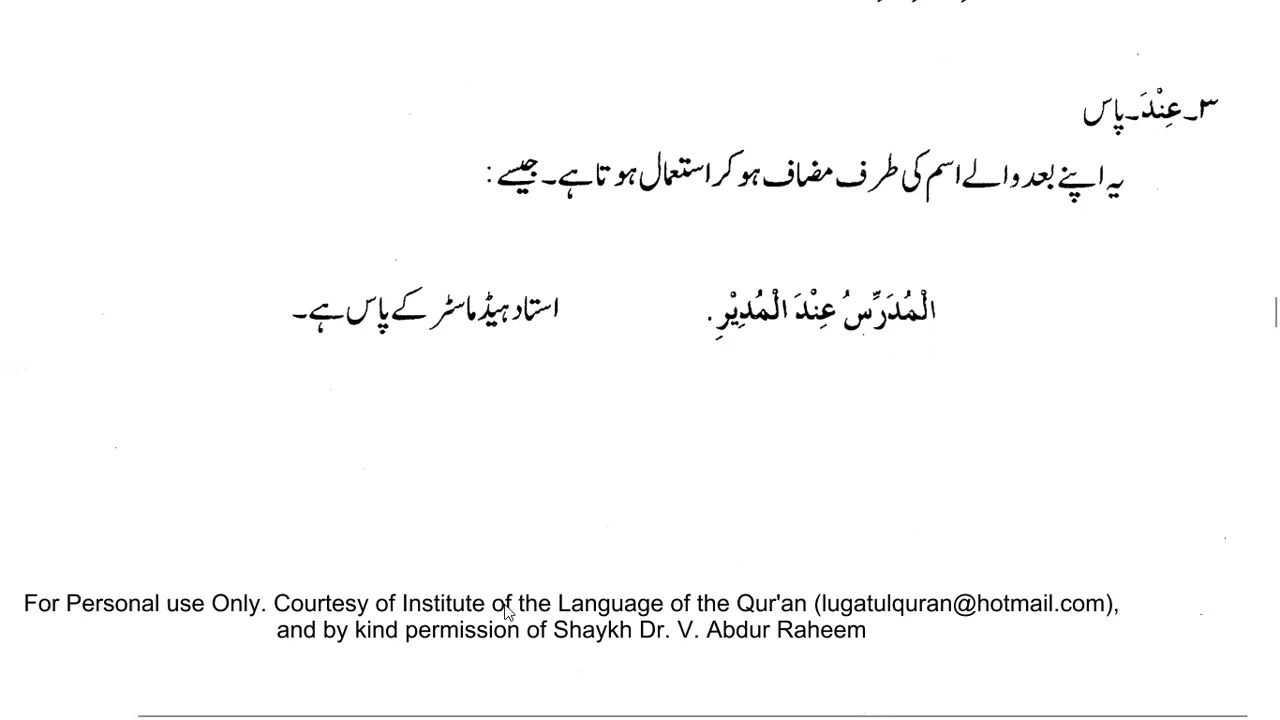 ۳۔عِنْدَ۔پاس
یہ اپنے بعد والے اسم کی طرف مضاف ہو کر استعمال ہوتا ہے۔ جیسے :
الْمُدَرِّسُ عِنْدَ الْمُدِيْرِ. استاد ہیڈ ماسٹر کے پاس ہے۔
For Personal use Only. Courtesy of Institute of the Language of the Qur'an (lugatulquran@hotmail.com),
and by kind permission of Shaykh Dr. V. Abdur Raheem